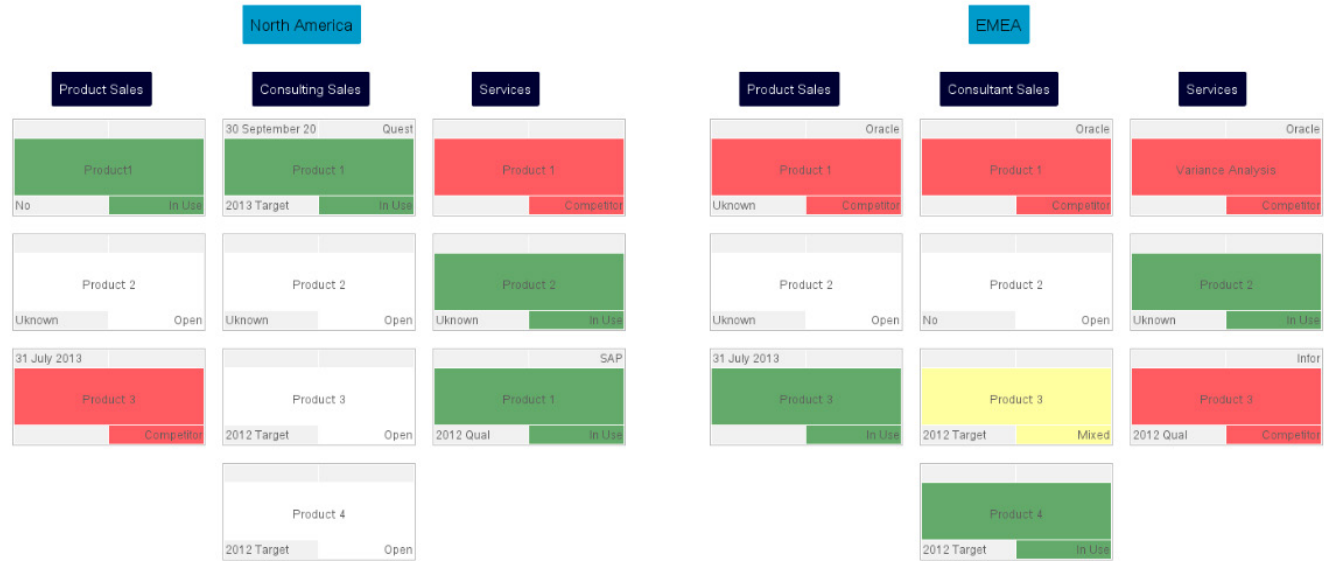 North America
EMEA
Product Sales
Consulting Sales
Services
Product Sales
Consultant Sales
Services
30 September 20 Quest
Oracle
Oracle
Oracle
Product1
Product 1
Product 1
Product 1
Product 1
Variance Analysis
No In Use
2013 Target In Use
Competitor
Uknown Competitor
Competitor
Competitor
Product 2
Product 2
Product 2
Product 2
Product 2
Product 2
Uknown Open
Uknown Open
Uknown In Use
Uknown Open
No Open
Uknown In Use
31 July 2013
SAP
31 July 2013
Infor
Product 3
Product 3
Product 1
Product 3
Product 3
Product 3
Competitor
2012 Target Open
2012 Qual In Use
In Use
2012 Target Mixed
2012 Qual Competitor
Product 4
Product 4
2012 Target Open
2012 Target In Use